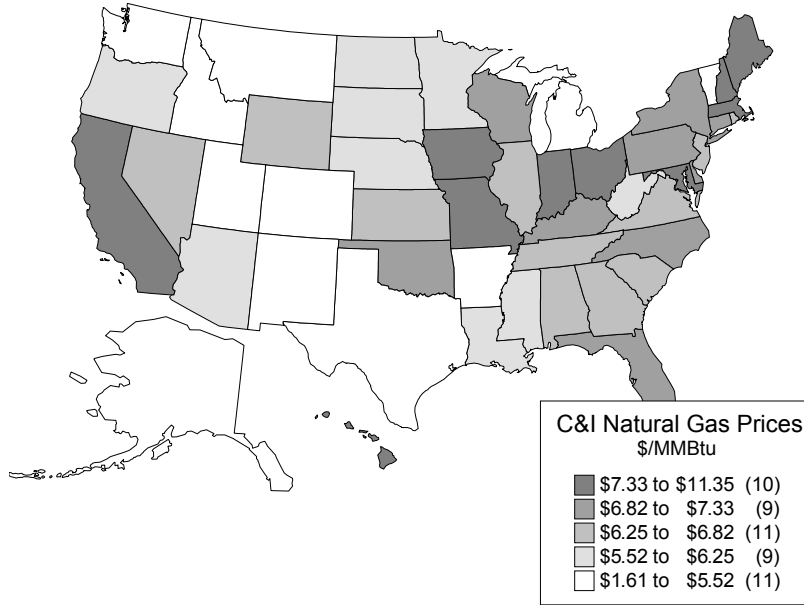 C&I Natural Gas Prices
$/MMBtu
$7.33 to $11.35 (10)
$6.82 to $7.33 (9)
$6.25 to $6.82 (11)
$5.52 to $6.25 (9)
$1.61 to $5.52 (11)